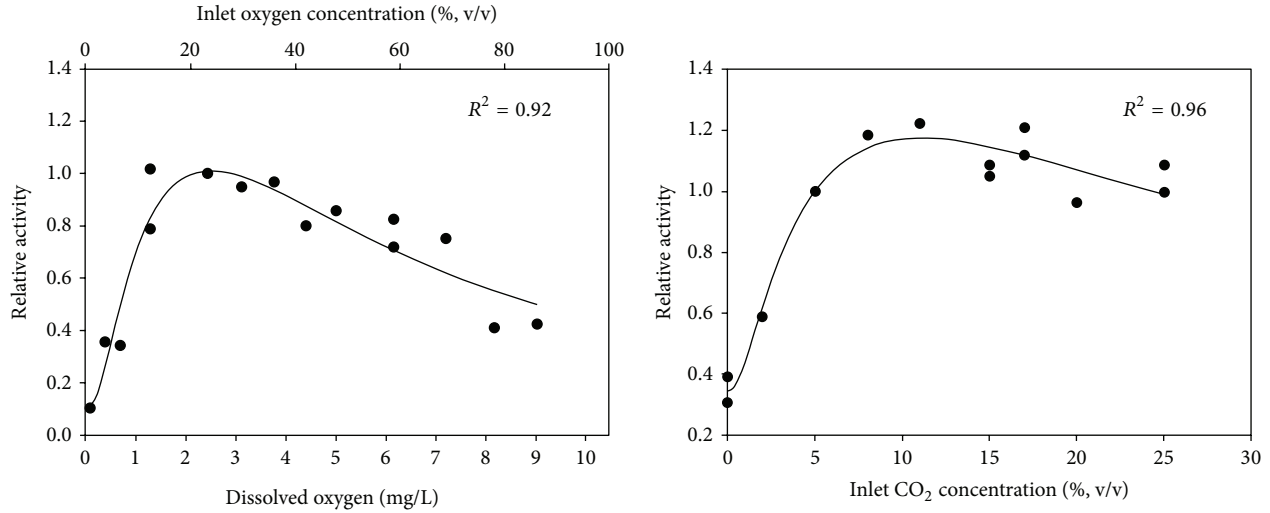 Inlet oxygen concentration (%, v/v)
0 20 40 60 80 100
1.4
1.2
1.0
0.8
0.6
0.4
0.2
0.0
Relative activity
R² = 0.92
0 1 2 3 4 5 6 7 8 9 10
Dissolved oxygen (mg/L)
1.4
1.2
1.0
0.8
0.6
0.4
0.2
Relative activity
R² = 0.96
0 5 10 15 20 25 30
Inlet CO₂ concentration (%, v/v)